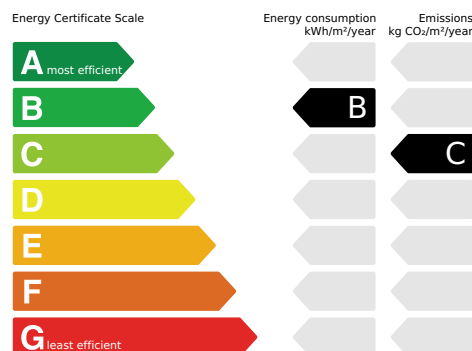 Energy Certificate Scale
Energy consumption
kWh/m²/year
Emissions
kg CO₂/m²/year
A most efficient
B B
C C
D
E
F
G least efficient